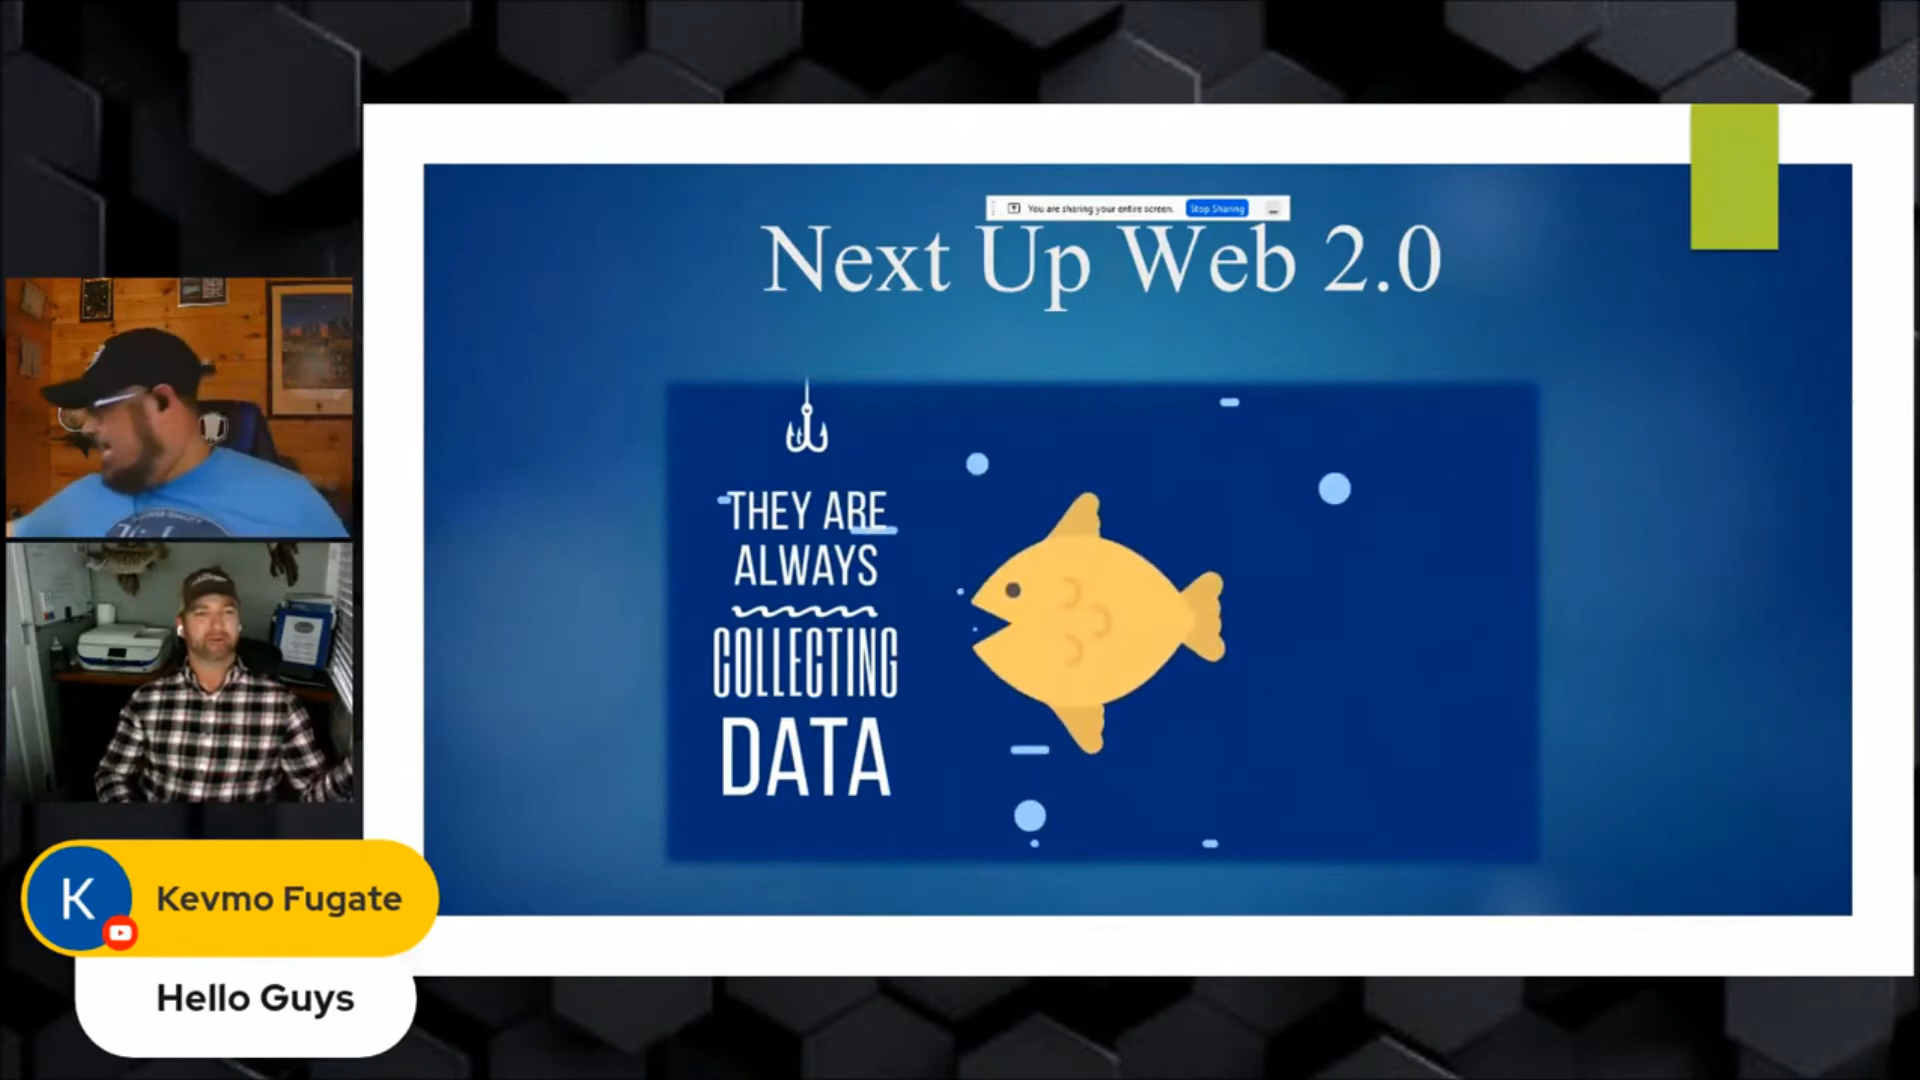 You are sharing your entire screen.
Stop Sharing
Next Up Web 2.0
THEY ARE
ALWAYS
COLLECTING
DATA
K
Kevmo Fugate
Hello Guys